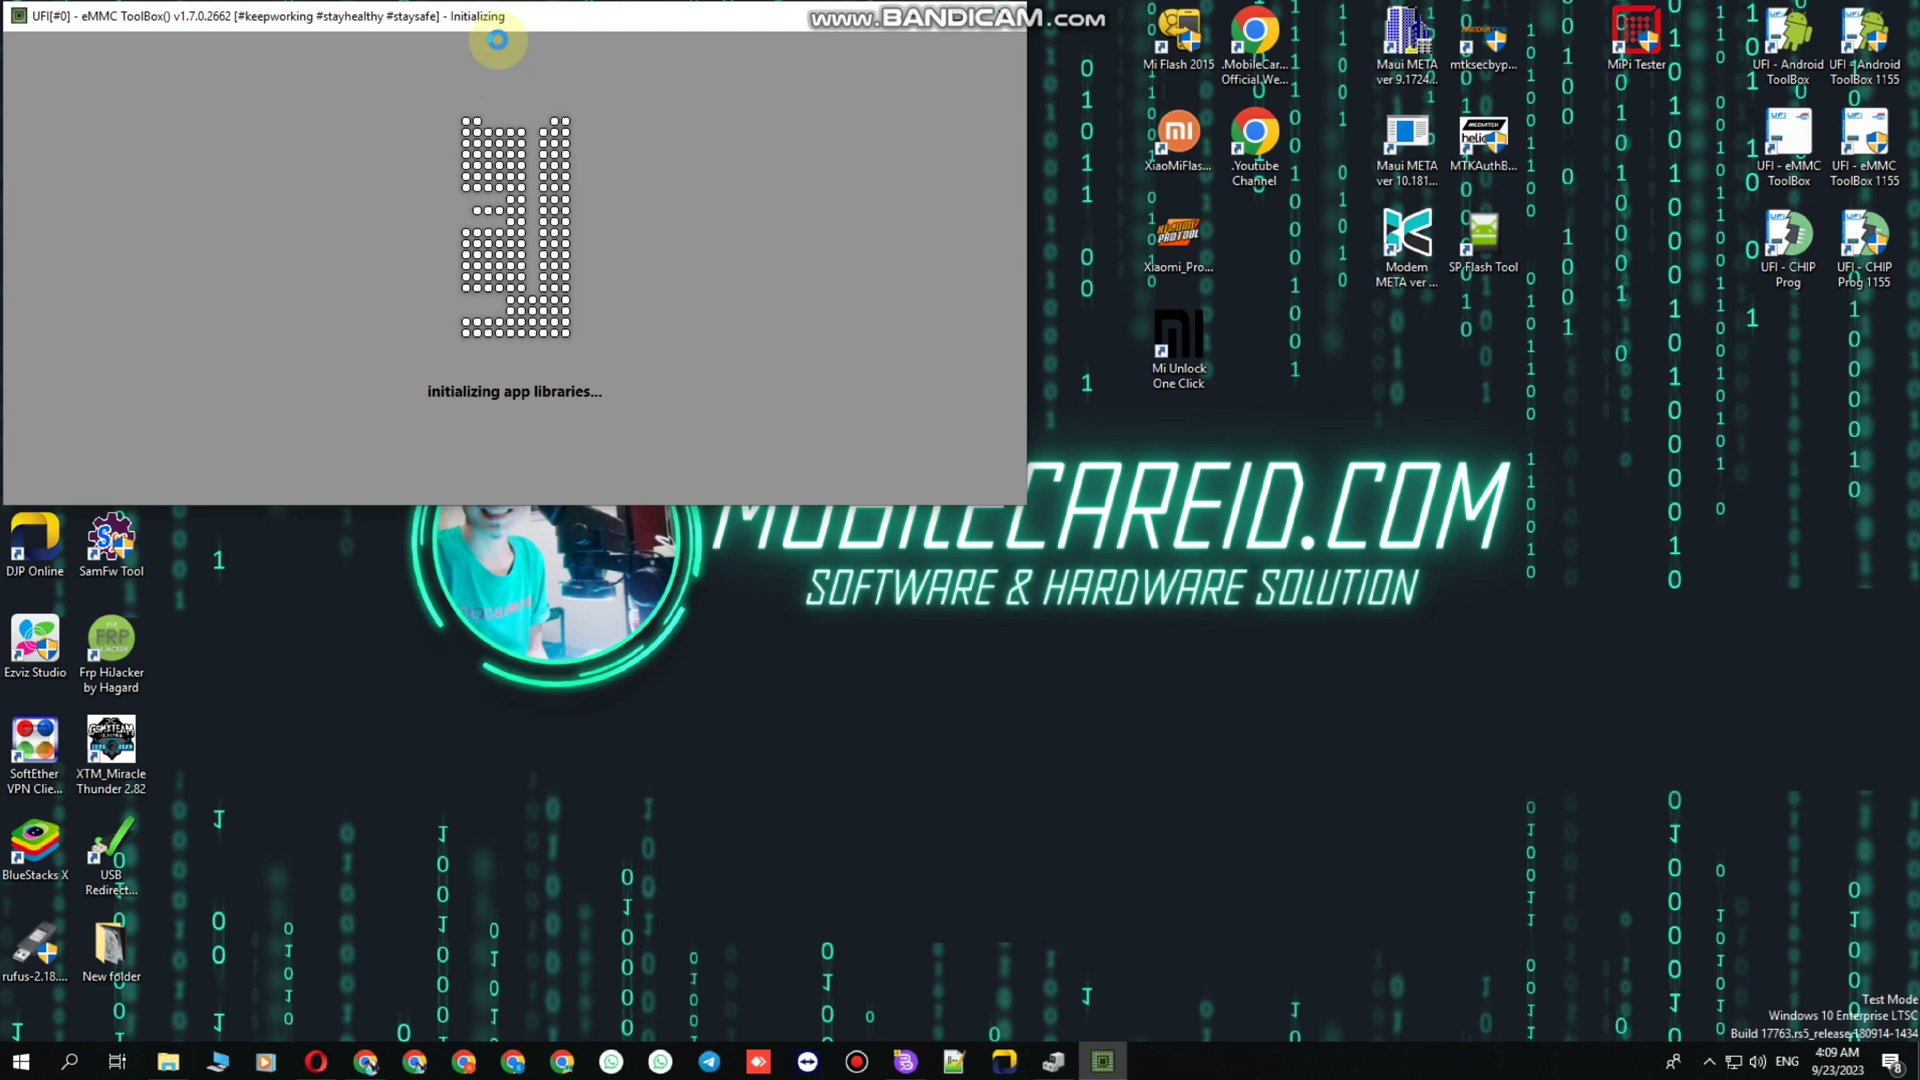 UFI[#0] - eMMC ToolBox() v1.7.0.2662 [#keepworking #stayhealthy #staysafe] - Initializing
www.BANDICAM.com
initializing app libraries...
Mi Flash 2015
.MobileCar...
Official We...
Maui META
ver 9.1724...
mtksecbyp...
MiPi Tester
UFI - Android
ToolBox
UFI - Android
ToolBox 1155
XiaoMiFlas...
.Youtube
Channel
Maui META
ver 10.181...
MTKAuthB...
UFI - eMMC
ToolBox
UFI - eMMC
ToolBox 1155
Xiaomi_Pro...
Modem
META ver ...
SP Flash Tool
UFI - CHIP
Prog
UFI - CHIP
Prog 1155
Mi Unlock
One Click
MOBILECAREID.COM
SOFTWARE & HARDWARE SOLUTION
DJP Online
SamFw Tool
Ezviz Studio
Frp HiJacker
by Hagard
SoftEther
VPN Clie...
XTM_Miracle
Thunder 2.82
BlueStacks X
USB
Redirect...
rufus-2.18....
New folder
Test Mode
Windows 10 Enterprise LTSC
Build 17763.rs5_release.180914-1434
ENG
4:09 AM
9/23/2023
8